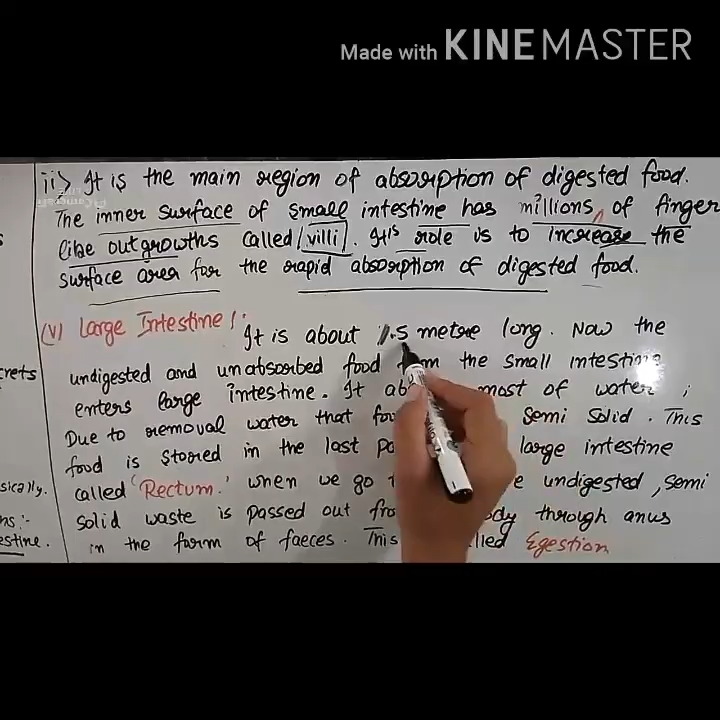 Made with KINEMASTER
ii> It is the main region of absorption of digested food.
The inner surface of small intestine has millions of finger
like outgrowths called villi. It's role is to increase the
surface area for the rapid absorption of digested food.
(V) Large Intestine!.
It is about 1.5 metre long. Now the
undigested and unabsorbed food from the small intestine
enters large intestine. It most of water ;
Due to removal water that semi solid. This
food is stored in the last large intestine
called 'Rectum.' when we go undigested, semi
solid waste is passed out through anus
in the form of faeces. This Egestion
crets
sically.
ns:-
estine.